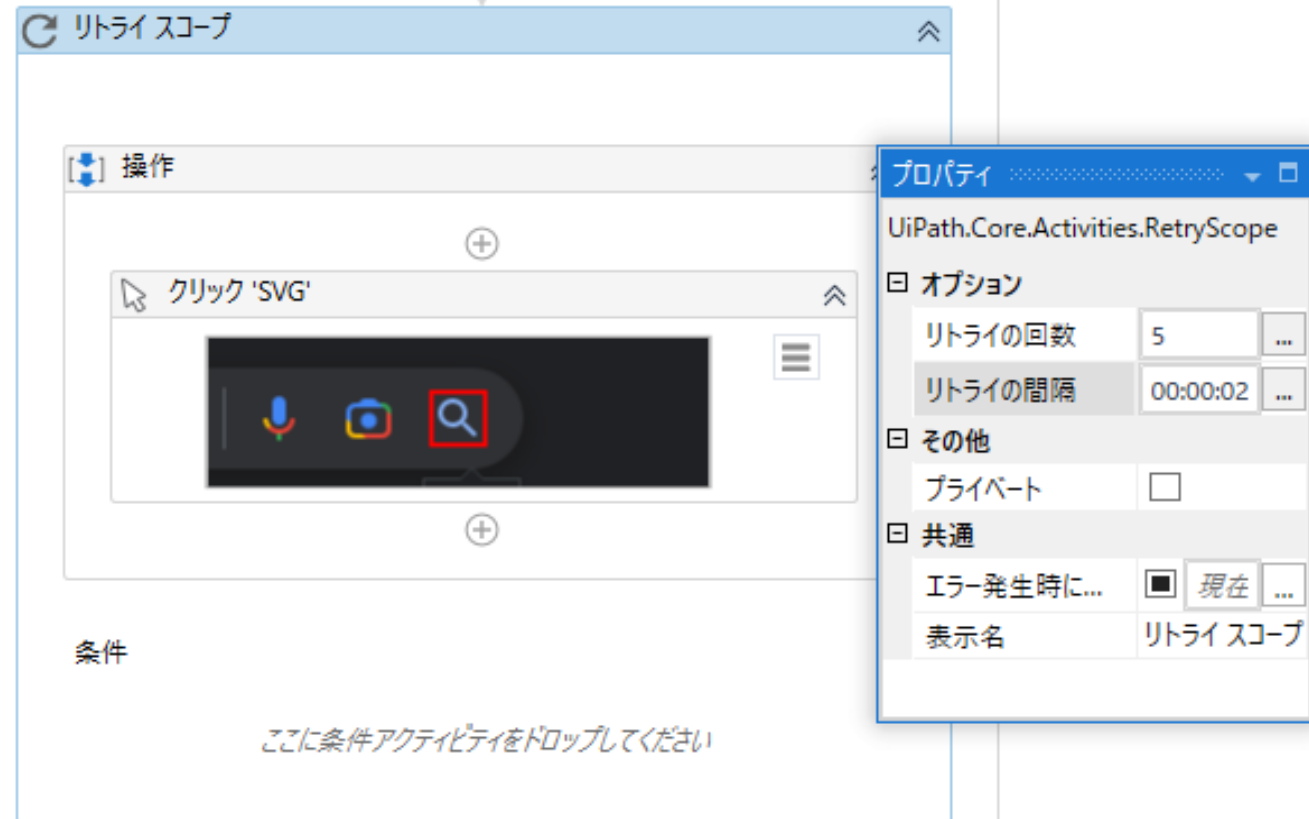 リトライ スコープ
操作
クリック 'SVG'
条件
ここに条件アクティビティをドロップしてください
プロパティ
UiPath.Core.Activities.RetryScope
オプション
リトライの回数 5 ...
リトライの間隔 00:00:02 ...
その他
プライベート
共通
エラー発生時に... 現在 ...
表示名 リトライ スコープ